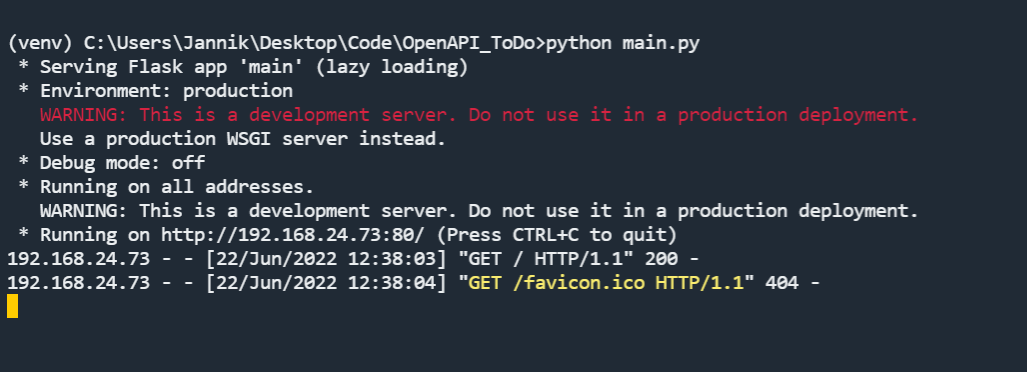 (venv) C:\Users\Jannik\Desktop\Code\OpenAPI_ToDo>python main.py
 * Serving Flask app 'main' (lazy loading)
 * Environment: production
   WARNING: This is a development server. Do not use it in a production deployment.
   Use a production WSGI server instead.
 * Debug mode: off
 * Running on all addresses.
   WARNING: This is a development server. Do not use it in a production deployment.
 * Running on http://192.168.24.73:80/ (Press CTRL+C to quit)
192.168.24.73 - - [22/Jun/2022 12:38:03] "GET / HTTP/1.1" 200 -
192.168.24.73 - - [22/Jun/2022 12:38:04] "GET /favicon.ico HTTP/1.1" 404 -